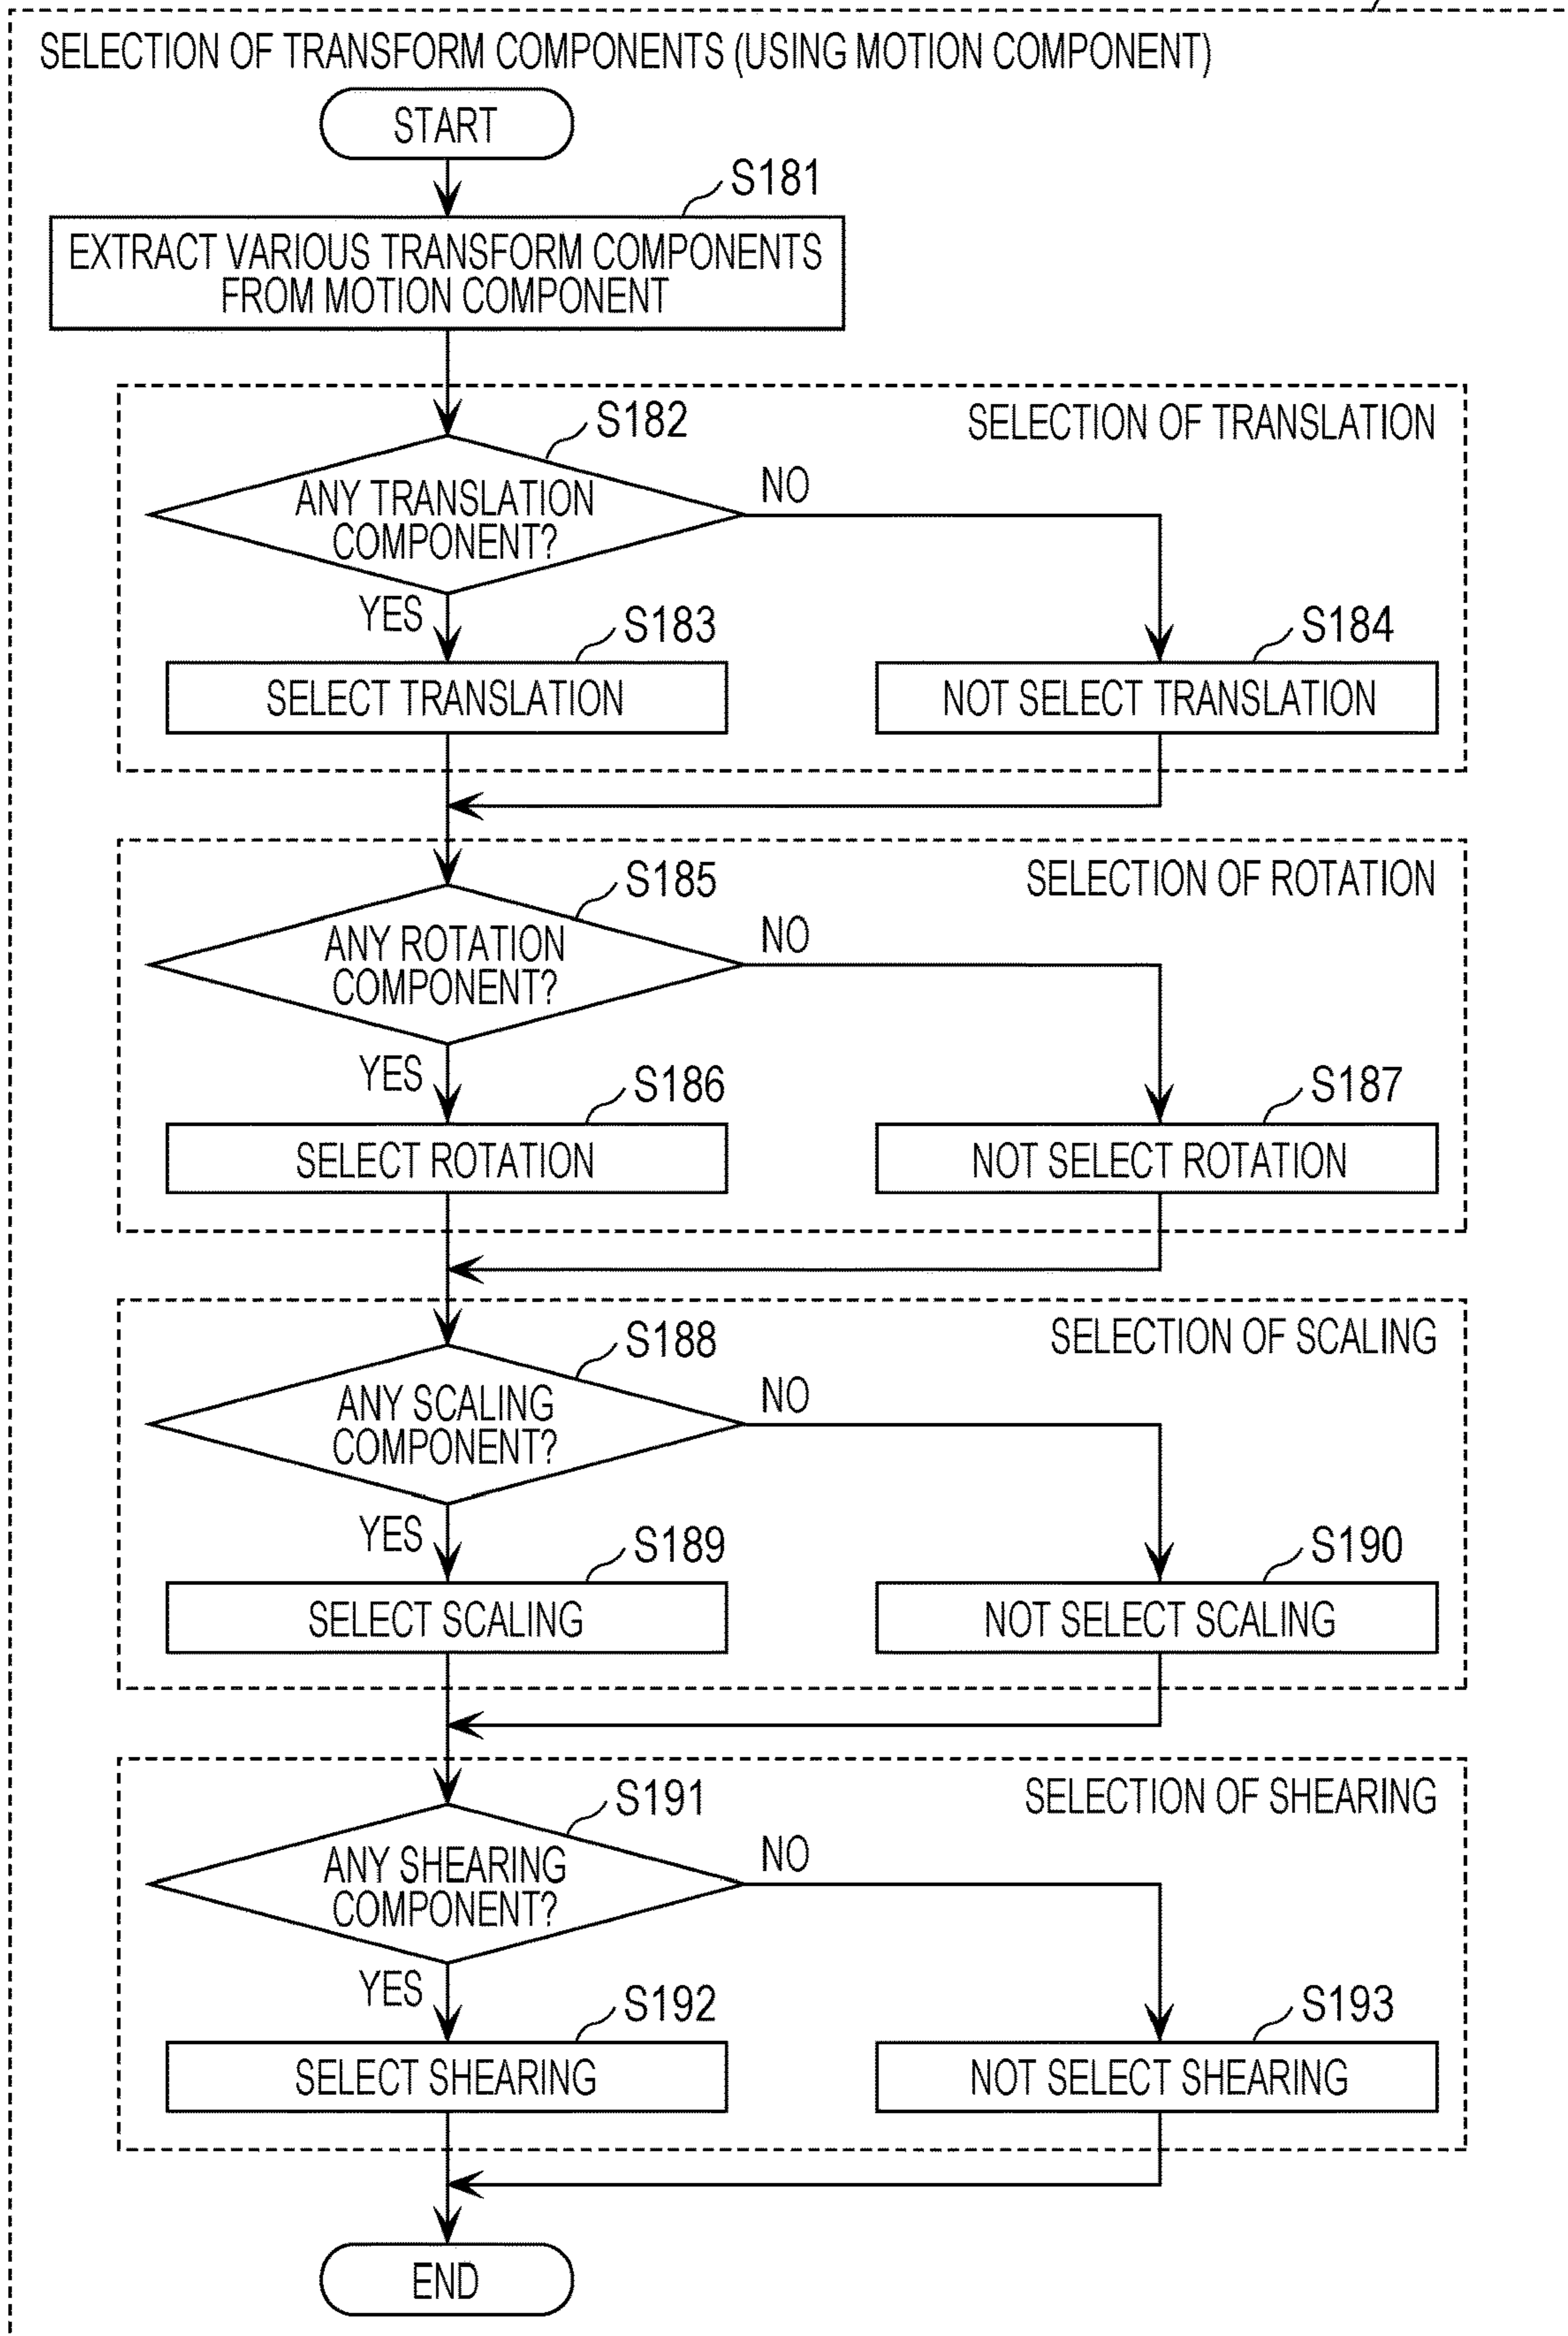 SELECTION OF TRANSFORM COMPONENTS (USING MOTION COMPONENT)
START
S181
EXTRACT VARIOUS TRANSFORM COMPONENTS
FROM MOTION COMPONENT
SELECTION OF TRANSLATION
S182
ANY TRANSLATION
COMPONENT?
NO
YES
S183
SELECT TRANSLATION
S184
NOT SELECT TRANSLATION
SELECTION OF ROTATION
S185
ANY ROTATION
COMPONENT?
NO
YES
S186
SELECT ROTATION
S187
NOT SELECT ROTATION
SELECTION OF SCALING
S188
ANY SCALING
COMPONENT?
NO
YES
S189
SELECT SCALING
S190
NOT SELECT SCALING
SELECTION OF SHEARING
S191
ANY SHEARING
COMPONENT?
NO
YES
S192
SELECT SHEARING
S193
NOT SELECT SHEARING
END